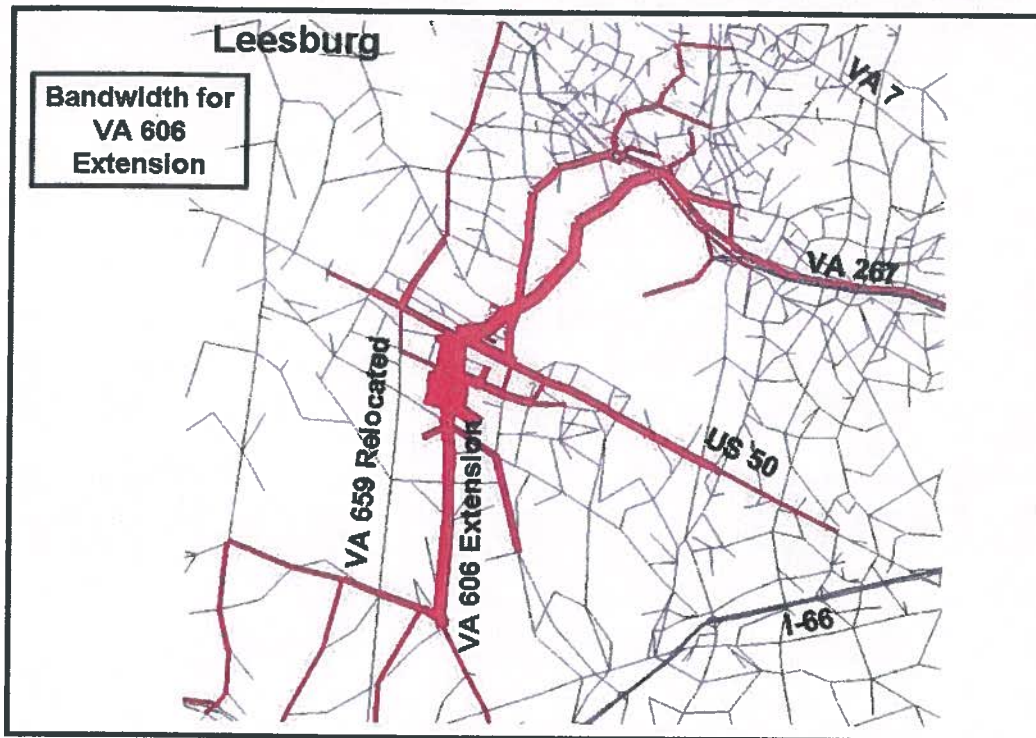 Leesburg
Bandwidth for
VA 606
Extension
VA 7
VA 267
VA 659 Relocated
VA 606 Extension
US 50
I-66